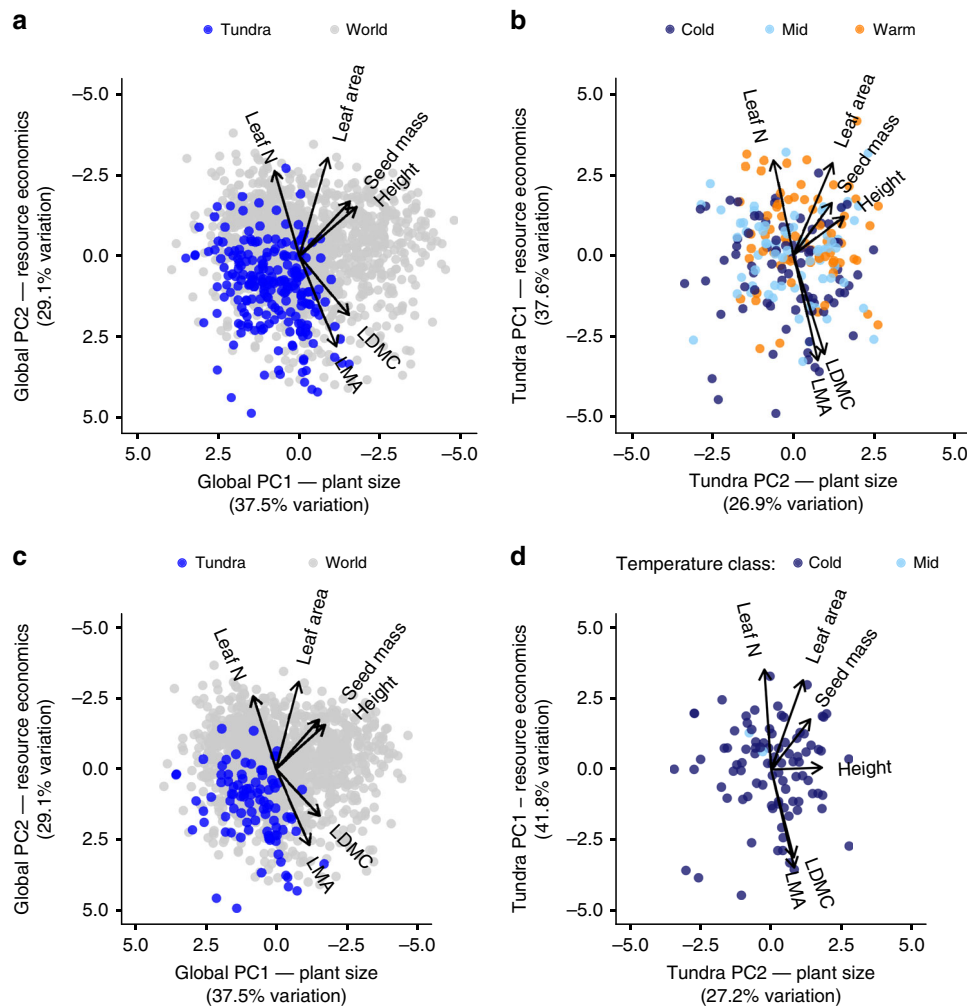 a
Tundra
World
Global PC2 — resource economics
(29.1% variation)
−5.0
−2.5
0.0
2.5
5.0
Leaf N
Leaf area
Seed mass
Height
LDMC
LMA
5.0
2.5
0.0
−2.5
−5.0
Global PC1 — plant size
(37.5% variation)
b
Cold
Mid
Warm
Tundra PC1 — resource economics
(37.6% variation)
5.0
2.5
0.0
−2.5
−5.0
Leaf N
Leaf area
Seed mass
Height
LDMC
LMA
−5.0
−2.5
0.0
2.5
5.0
Tundra PC2 — plant size
(26.9% variation)
c
Tundra
World
Global PC2 — resource economics
(29.1% variation)
−5.0
−2.5
0.0
2.5
5.0
Leaf N
Leaf area
Seed mass
Height
LDMC
LMA
5.0
2.5
0.0
−2.5
−5.0
Global PC1 — plant size
(37.5% variation)
d
Temperature class:
Cold
Mid
Tundra PC1 – resource economics
(41.8% variation)
5.0
2.5
0.0
−2.5
−5.0
Leaf N
Leaf area
Seed mass
Height
LDMC
LMA
−5.0
−2.5
0.0
2.5
5.0
Tundra PC2 — plant size
(27.2% variation)